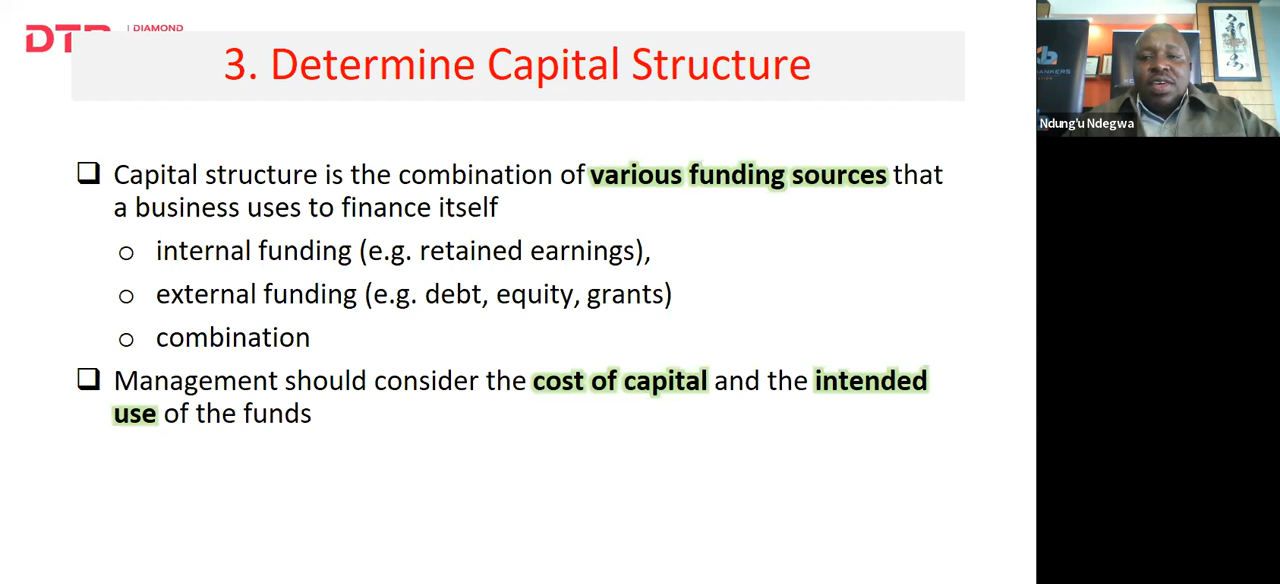 DTB DIAMOND
3. Determine Capital Structure
❑ Capital structure is the combination of various funding sources that
a business uses to finance itself
o internal funding (e.g. retained earnings),
o external funding (e.g. debt, equity, grants)
o combination
❑ Management should consider the cost of capital and the intended
use of the funds
Ndung'u Ndegwa